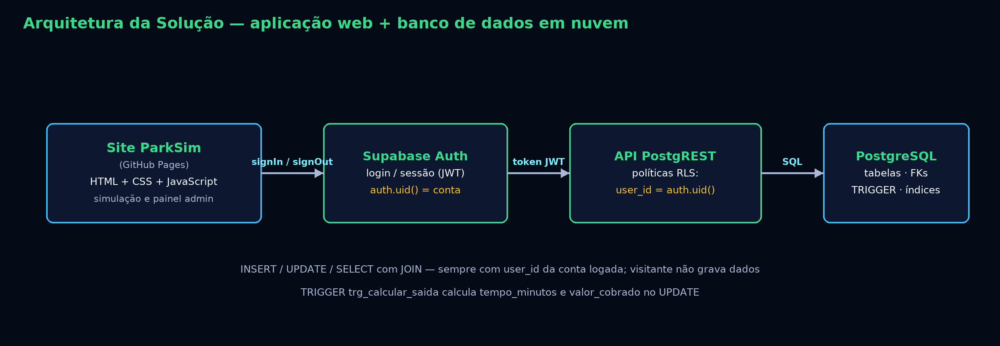 Arquitetura da Solução — aplicação web + banco de dados em nuvem
Site ParkSim
(GitHub Pages)
HTML + CSS + JavaScript
simulação e painel admin
signIn / signOut
Supabase Auth
login / sessão (JWT)
auth.uid() = conta
token JWT
API PostgREST
políticas RLS:
user_id = auth.uid()
SQL
PostgreSQL
tabelas · FKs
TRIGGER · índices
INSERT / UPDATE / SELECT com JOIN — sempre com user_id da conta logada; visitante não grava dados
TRIGGER trg_calcular_saida calcula tempo_minutos e valor_cobrado no UPDATE